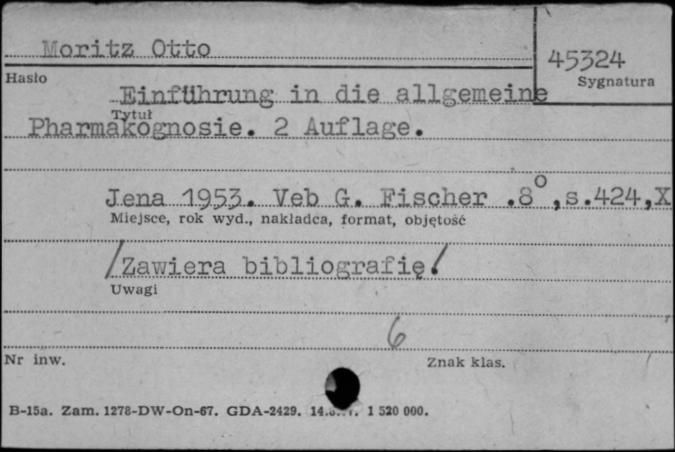 Moritz Otto
45324
Hasło
Sygnatura
Einführung in die allgemeine
Tytuł
Pharmakognosie. 2 Auflage.
Jena 1953. Veb G. Fischer .8°,s.424,X
Miejsce, rok wyd., nakładca, format, objętość
/Zawiera bibliografię/
Uwagi
6
Nr inw.
Znak klas.
B-15a. Zam. 1278-DW-On-67. GDA-2429. 1 520 000.